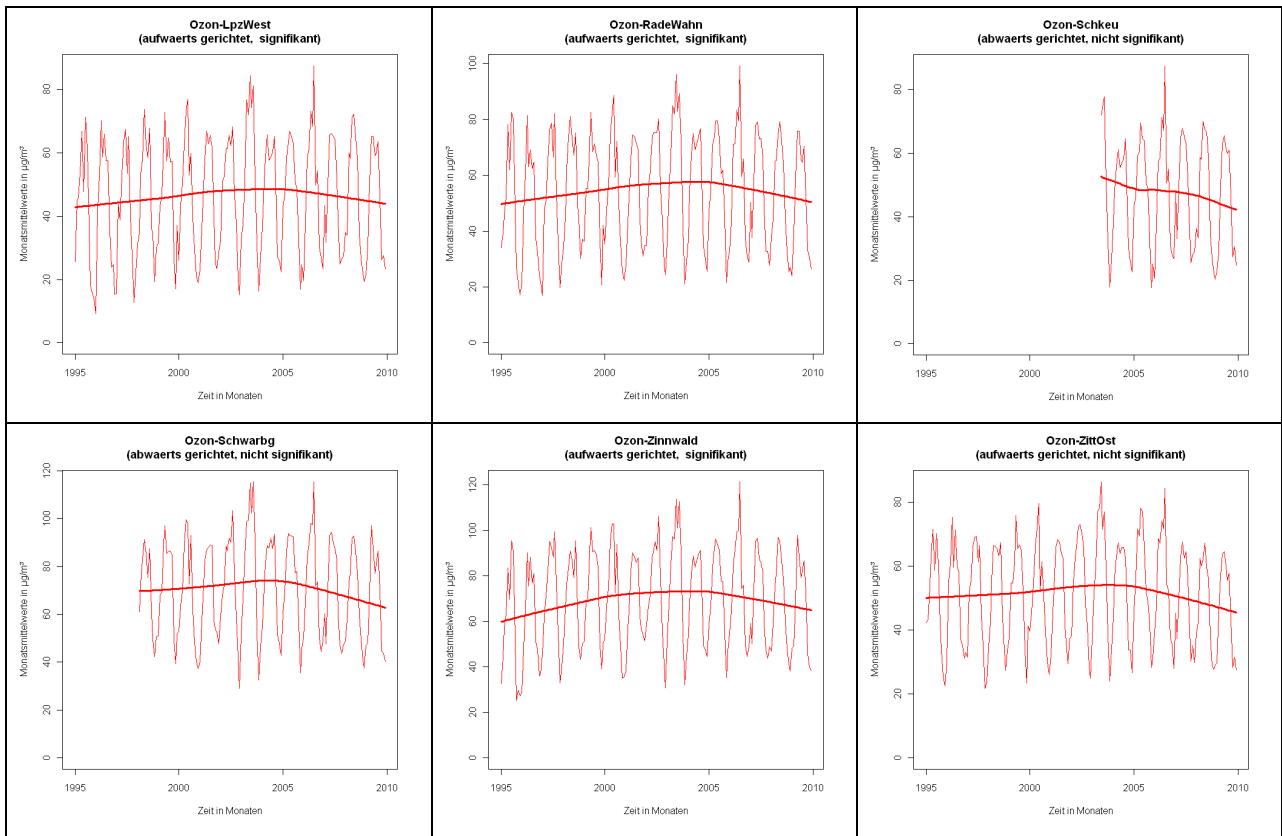 Ozon-LpzWest
(aufwaerts gerichtet, signifikant)
Monatsmittelwerte in µg/m³
80
60
40
20
0
1995
2000
2005
2010
Zeit in Monaten
Ozon-RadeWahn
(aufwaerts gerichtet, signifikant)
Monatsmittelwerte in µg/m³
100
80
60
40
20
0
1995
2000
2005
2010
Zeit in Monaten
Ozon-Schkeu
(abwaerts gerichtet, nicht signifikant)
Monatsmittelwerte in µg/m³
80
60
40
20
0
1995
2000
2005
2010
Zeit in Monaten
Ozon-Schwarbg
(abwaerts gerichtet, nicht signifikant)
Monatsmittelwerte in µg/m³
120
100
80
60
40
20
0
1995
2000
2005
2010
Zeit in Monaten
Ozon-Zinnwald
(aufwaerts gerichtet, signifikant)
Monatsmittelwerte in µg/m³
120
100
80
60
40
20
0
1995
2000
2005
2010
Zeit in Monaten
Ozon-ZittOst
(aufwaerts gerichtet, nicht signifikant)
Monatsmittelwerte in µg/m³
80
60
40
20
0
1995
2000
2005
2010
Zeit in Monaten